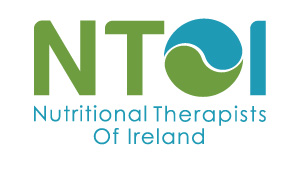 NTOI
Nutritional Therapists
Of Ireland